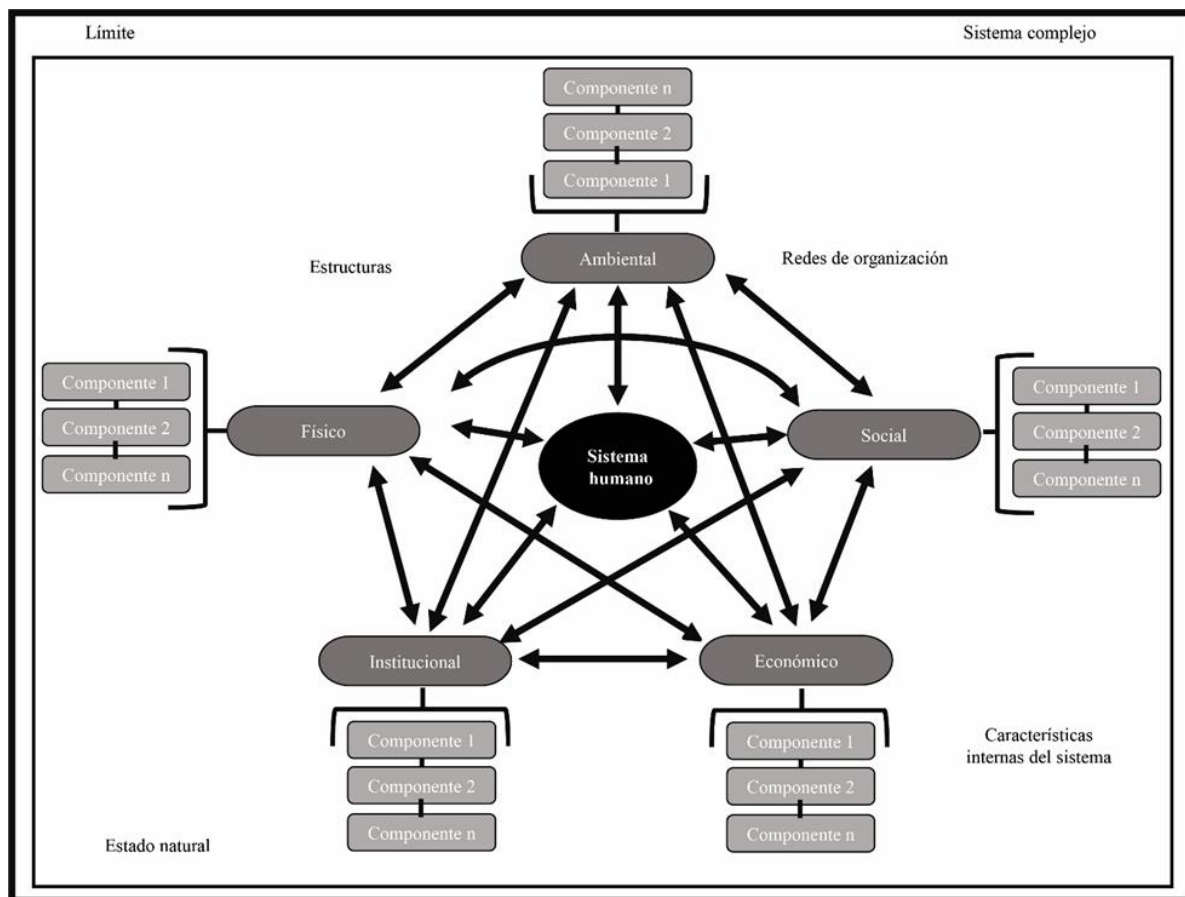 Límite
Sistema complejo
Componente n
Componente 2
Componente 1
Ambiental
Estructuras
Redes de organización
Componente 1
Componente 2
Componente n
Físico
Sistema
humano
Social
Componente 1
Componente 2
Componente n
Institucional
Económico
Componente 1
Componente 2
Componente n
Componente 1
Componente 2
Componente n
Características
internas del sistema
Estado natural